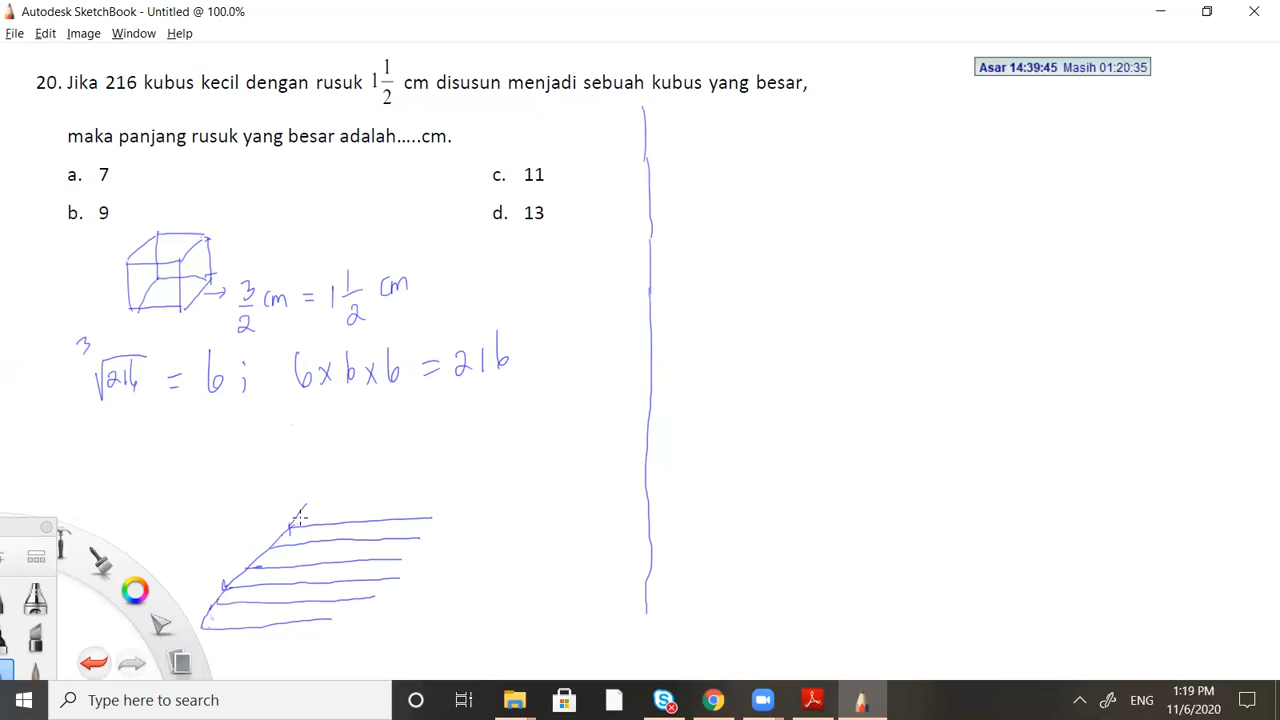 Autodesk SketchBook - Untitled @ 100.0%
File Edit Image Window Help
Asar 14:39:45 Masih 01:20:35
20. Jika 216 kubus kecil dengan rusuk 1 1/2 cm disusun menjadi sebuah kubus yang besar,
maka panjang rusuk yang besar adalah.....cm.
a. 7
c. 11
b. 9
d. 13
→ 3/2 cm = 1 1/2 cm
³√216 = 6 ; 6 x 6 x 6 = 216
Type here to search
ENG
1:19 PM
11/6/2020